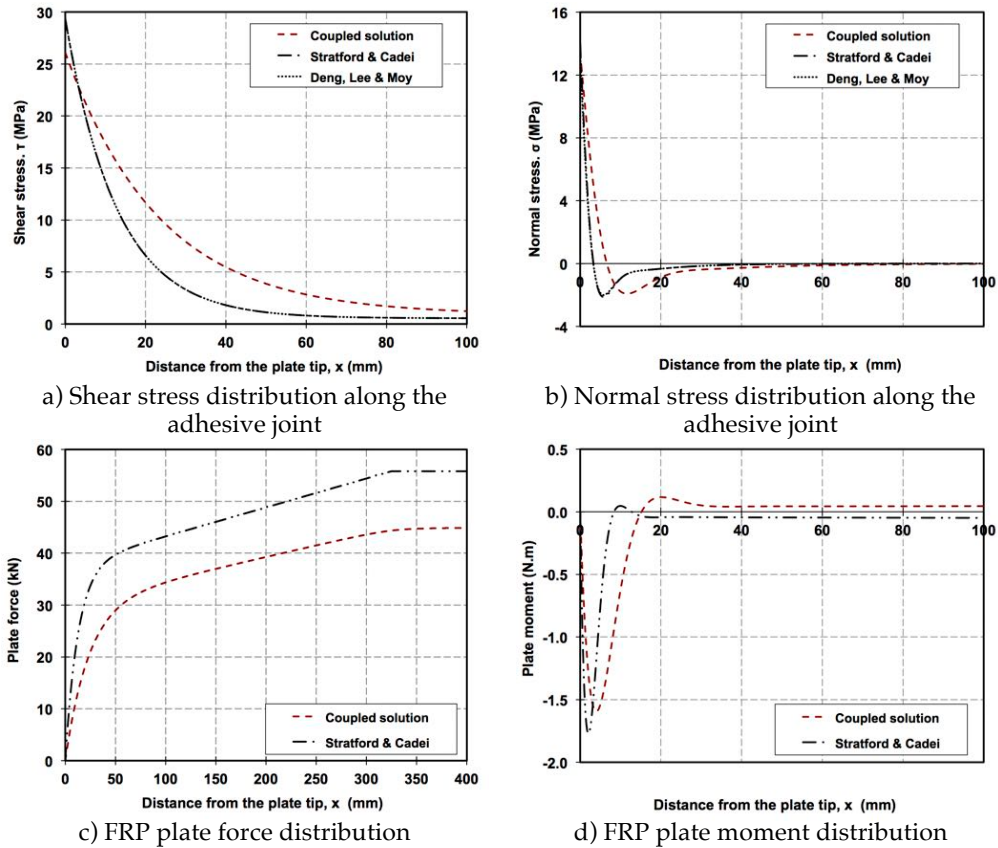 30
25
20
15
10
5
0
Shear stress. τ (MPa)
Coupled solution
Stratford & Cadei
Deng, Lee & Moy
0 20 40 60 80 100
Distance from the plate tip, x (mm)
a) Shear stress distribution along the
adhesive joint
16
12
8
4
0
-4
Normal stress. σ (MPa)
Coupled solution
Stratford & Cadei
Deng, Lee & Moy
0 20 40 60 80 100
Distance from the plate tip, x (mm)
b) Normal stress distribution along the
adhesive joint
60
50
40
30
20
10
0
Plate force (kN)
Coupled solution
Stratford & Cadei
0 50 100 150 200 250 300 350 400
Distance from the plate tip, x (mm)
c) FRP plate force distribution
0.5
0.0
-0.5
-1.0
-1.5
-2.0
Plate moment (N.m)
0 20 40 60 80 100
Coupled solution
Stratford & Cadei
Distance from the plate tip, x (mm)
d) FRP plate moment distribution